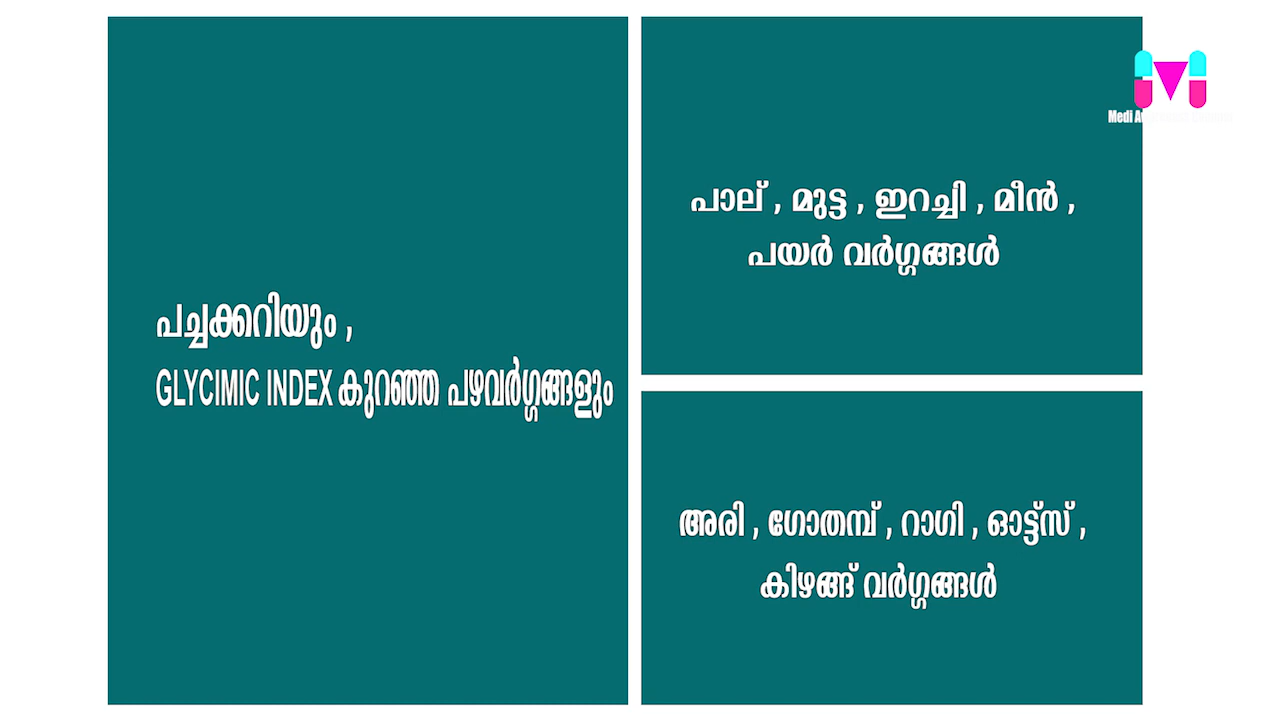 പച്ചക്കറിയും ,
GLYCIMIC INDEX കുറഞ്ഞ പഴവർഗ്ഗങ്ങളും
പാല് , മുട്ട , ഇറച്ചി , മീൻ ,
പയർ വർഗ്ഗങ്ങൾ
അരി , ഗോതമ്പ് , റാഗി , ഓട്ട്സ് ,
കിഴങ്ങ് വർഗ്ഗങ്ങൾ
Medi